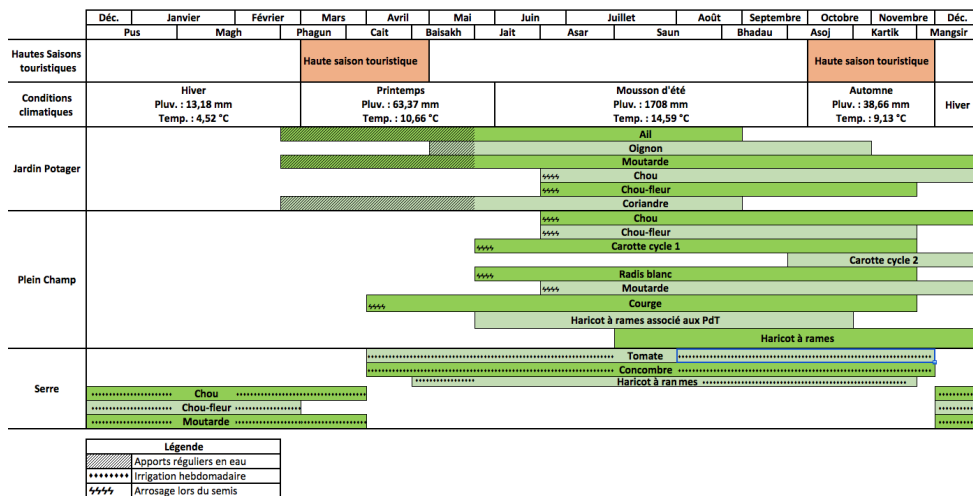 Déc. Janvier Février Mars Avril Mai Juin Juillet Août Septembre Octobre Novembre Déc.
Pus Magh Phagun Cait Baisakh Jait Asar Saun Bhadau Asoj Kartik Mangsir
Hautes Saisons
touristiques
Haute saison touristique Haute saison touristique
Conditions
climatiques
Hiver
Pluv. : 13,18 mm
Temp. : 4,52 °C
Printemps
Pluv. : 63,37 mm
Temp. : 10,66 °C
Mousson d'été
Pluv. : 1708 mm
Temp. : 14,59 °C
Automne
Pluv. : 38,66 mm
Temp. : 9,13 °C
Hiver
Jardin Potager
Ail
Oignon
Moutarde
Chou
Chou-fleur
Coriandre
Plein Champ
Chou
Chou-fleur
Carotte cycle 1
Carotte cycle 2
Radis blanc
Moutarde
Courge
Haricot à rames associé aux PdT
Haricot à rames
Serre
Tomate
Concombre
Haricot à rames
Chou
Chou-fleur
Moutarde
Légende
Apports réguliers en eau
Irrigation hebdomadaire
Arrosage lors du semis